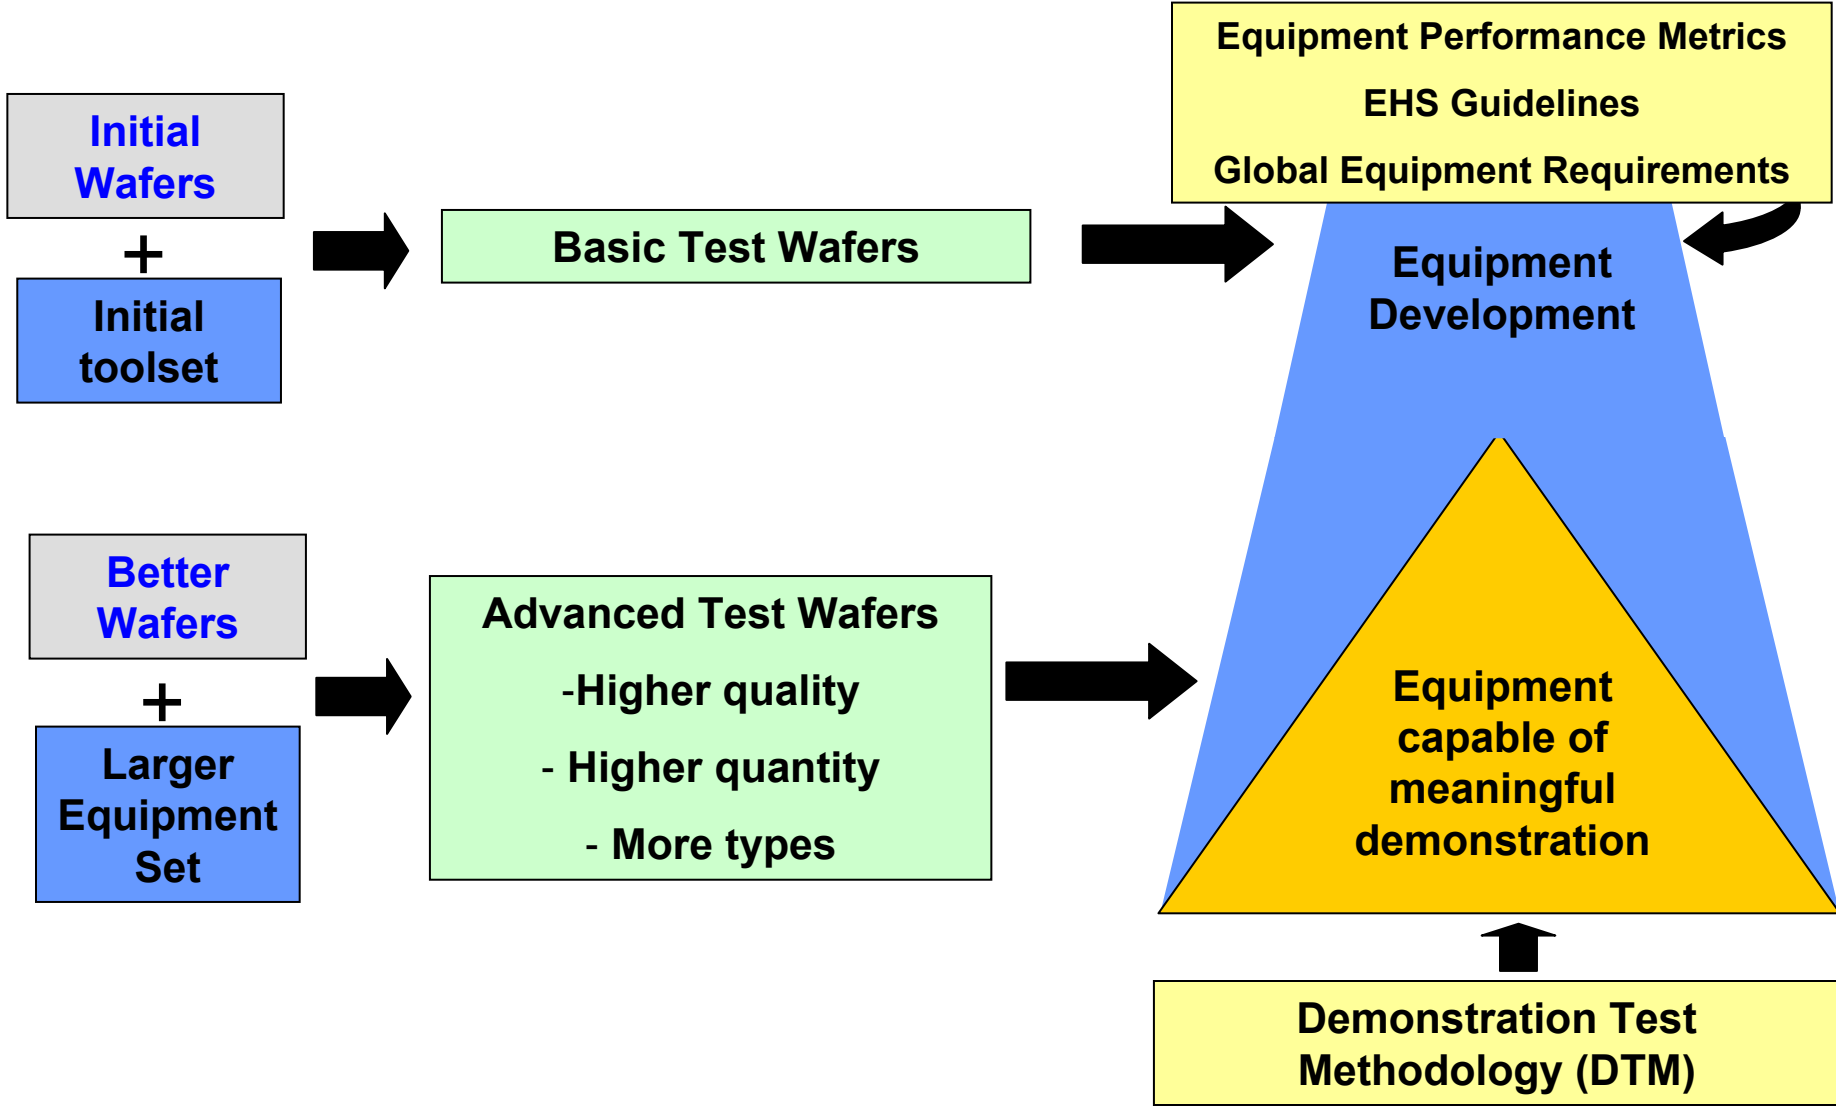 Equipment Performance Metrics
EHS Guidelines
Global Equipment Requirements
Initial
Wafers
+
Initial
toolset
Basic Test Wafers
Equipment
Development
Better
Wafers
+
Larger
Equipment
Set
Advanced Test Wafers
-Higher quality
- Higher quantity
- More types
Equipment
capable of
meaningful
demonstration
Demonstration Test
Methodology (DTM)